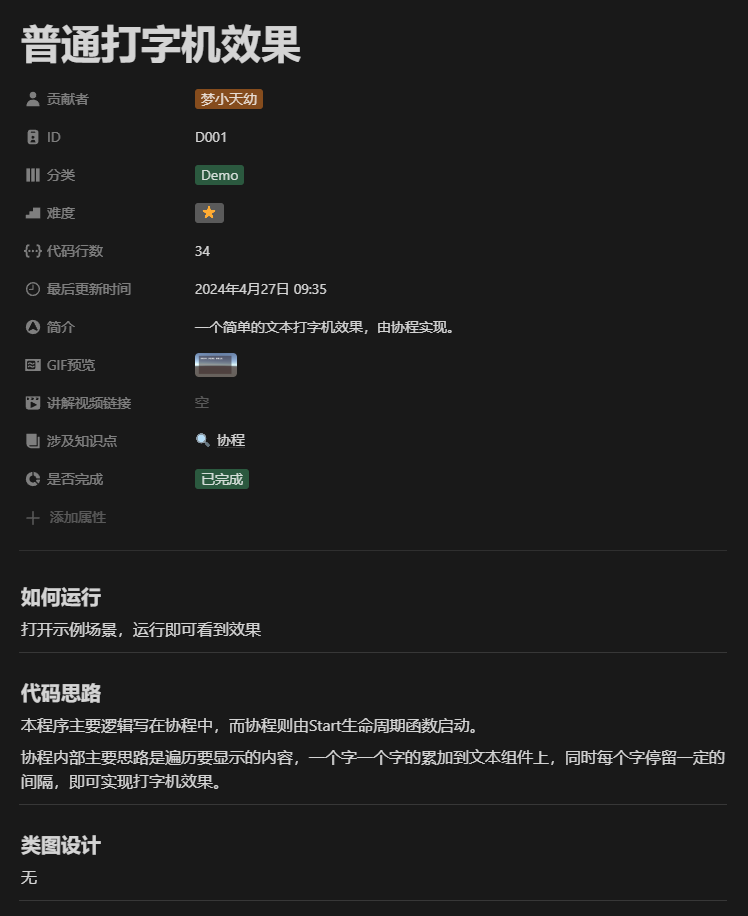 普通打字机效果
贡献者 梦小天幼
ID D001
分类 Demo
难度
代码行数 34
最后更新时间 2024年4月27日 09:35
简介 一个简单的文本打字机效果，由协程实现。
GIF预览
讲解视频链接 空
涉及知识点 协程
是否完成 已完成
添加属性
如何运行
打开示例场景，运行即可看到效果
代码思路
本程序主要逻辑写在协程中，而协程则由Start生命周期函数启动。
协程内部主要思路是遍历要显示的内容，一个字一个字的累加到文本组件上，同时每个字停留一定的
间隔，即可实现打字机效果。
类图设计
无